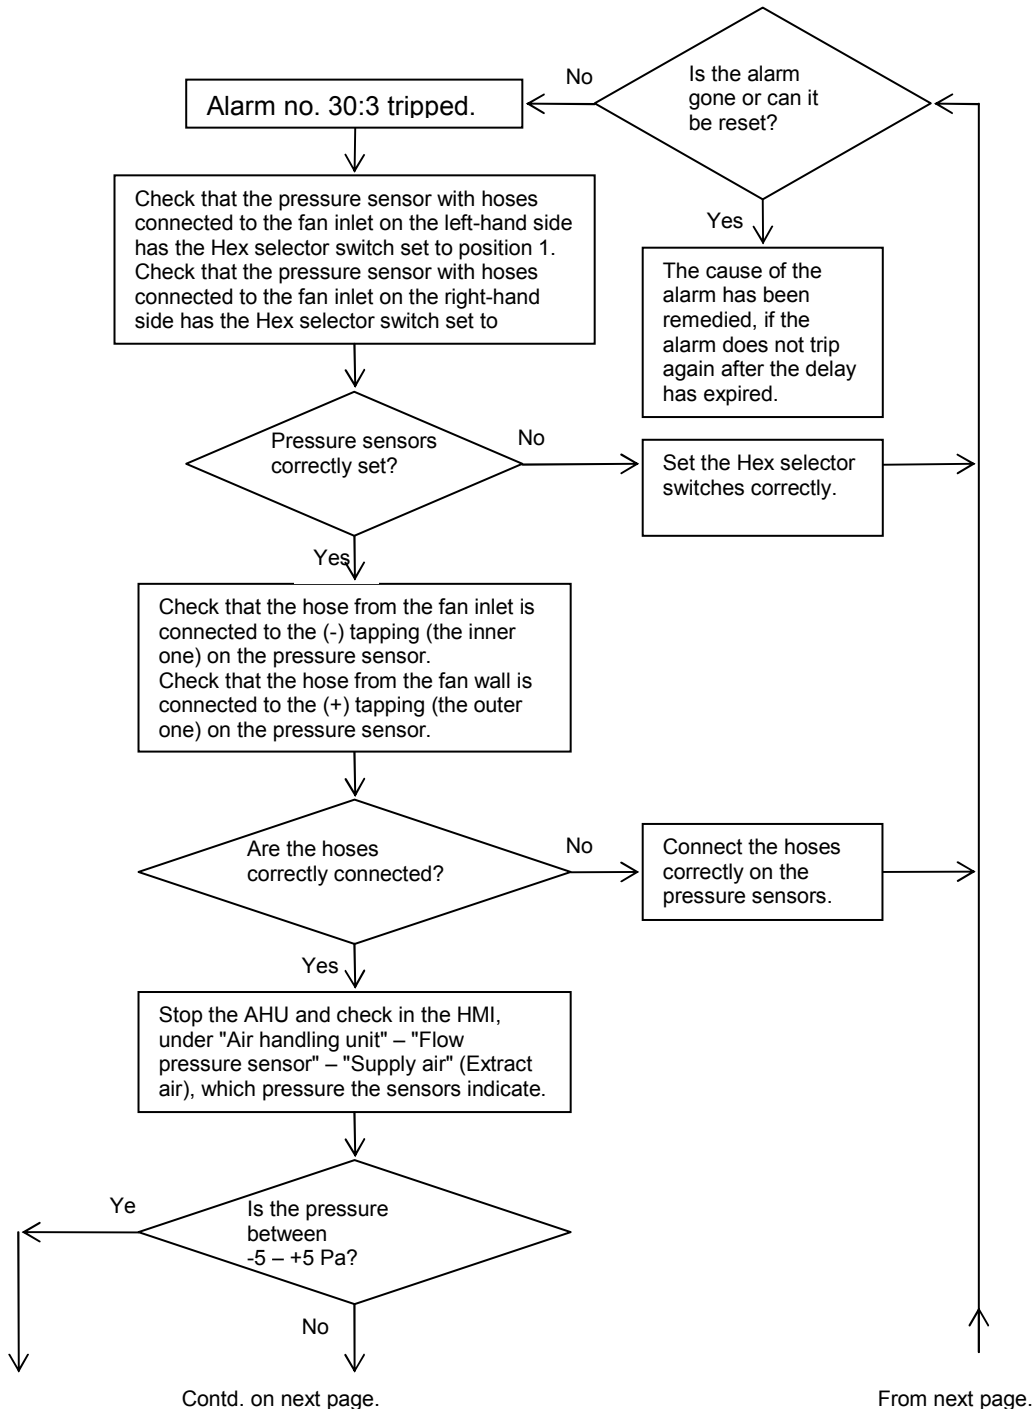 Is the alarm
gone or can it
be reset?
No
Alarm no. 30:3 tripped.
Yes
Check that the pressure sensor with hoses
connected to the fan inlet on the left-hand side
has the Hex selector switch set to position 1.
Check that the pressure sensor with hoses
connected to the fan inlet on the right-hand
side has the Hex selector switch set to
The cause of the
alarm has been
remedied, if the
alarm does not trip
again after the delay
has expired.
Pressure sensors
correctly set?
No
Set the Hex selector
switches correctly.
Yes
Check that the hose from the fan inlet is
connected to the (-) tapping (the inner
one) on the pressure sensor.
Check that the hose from the fan wall is
connected to the (+) tapping (the outer
one) on the pressure sensor.
Are the hoses
correctly connected?
No
Connect the hoses
correctly on the
pressure sensors.
Yes
Stop the AHU and check in the HMI,
under "Air handling unit" – "Flow
pressure sensor" – "Supply air" (Extract
air), which pressure the sensors indicate.
Ye
Is the pressure
between
-5 – +5 Pa?
No
Contd. on next page.
From next page.